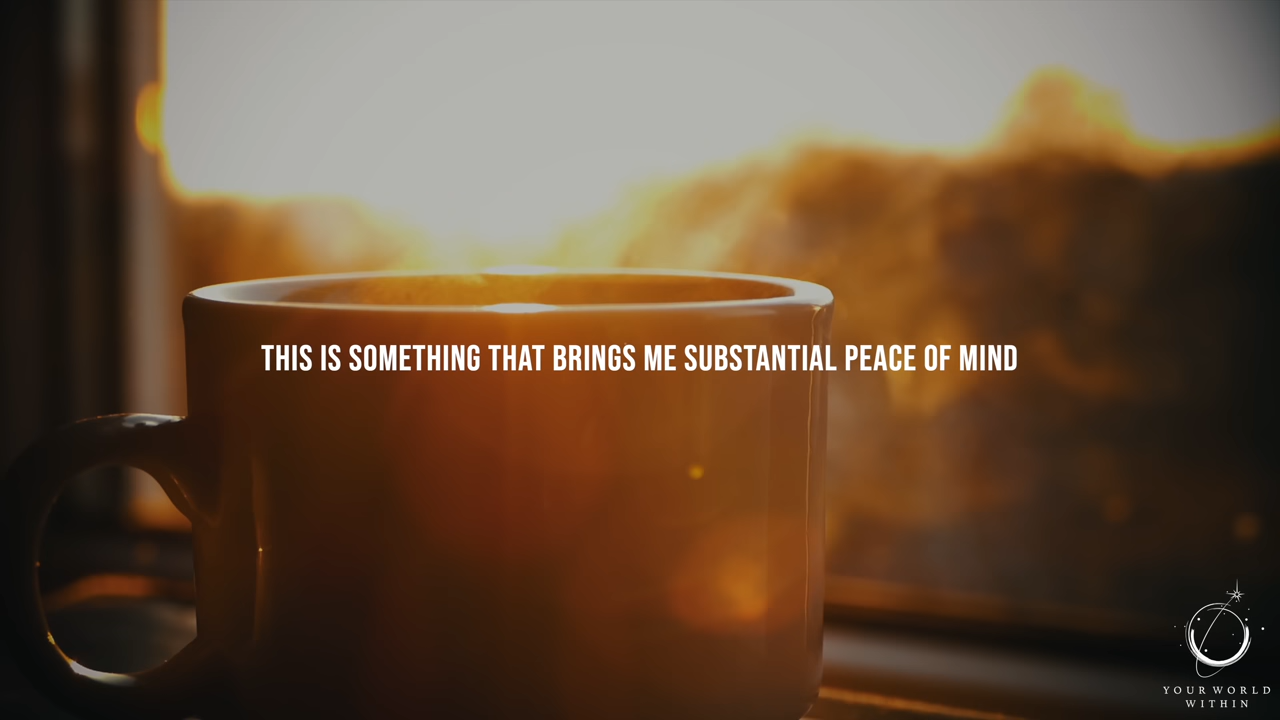 THIS IS SOMETHING THAT BRINGS ME SUBSTANTIAL PEACE OF MIND
YOUR WORLD
WITHIN